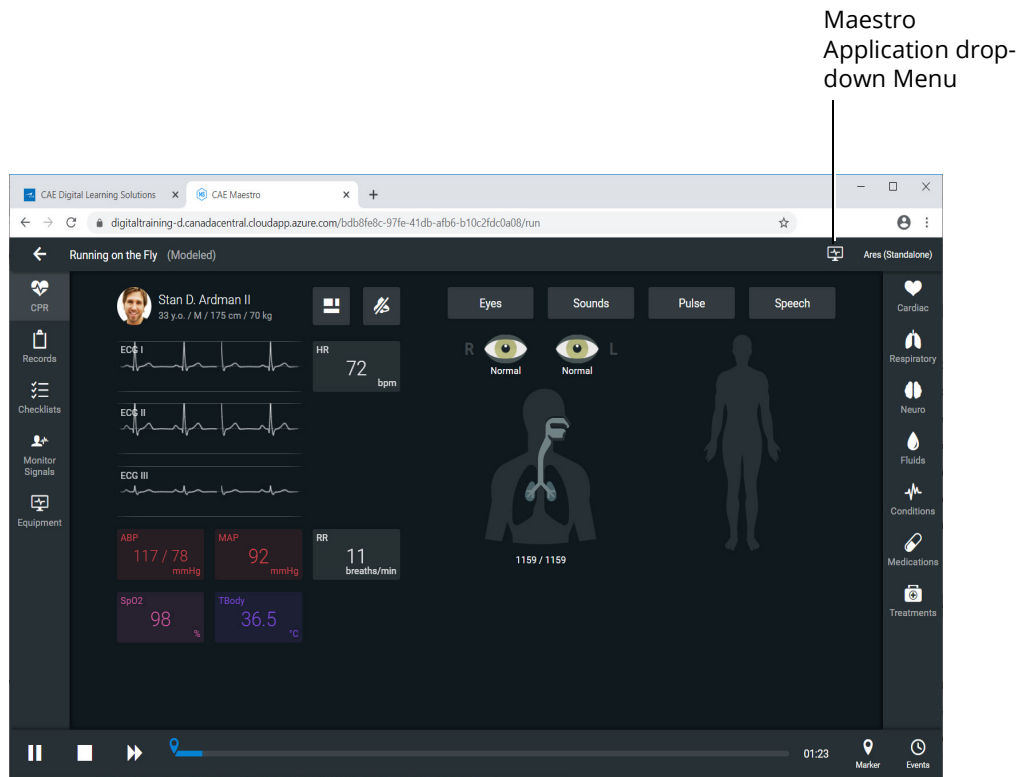 Maestro
Application drop-
down Menu
CAE Digital Learning Solutions
CAE Maestro
digitaltraining-d.canadacentral.cloudapp.azure.com/bdb8fe8c-97fe-41db-afb6-b10c2fdc0a08/run
Running on the Fly (Modeled)
Ares (Standalone)
CPR
Records
Checklists
Monitor
Signals
Equipment
Stan D. Ardman II
33 y.o. / M / 175 cm / 70 kg
ECG I
HR
72
bpm
ECG II
ECG III
ABP
117 / 78
mmHg
MAP
92
mmHg
RR
11
breaths/min
SpO2
98
%
TBody
36.5
°C
Eyes
Sounds
Pulse
Speech
R
L
Normal
Normal
1159 / 1159
Cardiac
Respiratory
Neuro
Fluids
Conditions
Medications
Treatments
01:23
Marker
Events